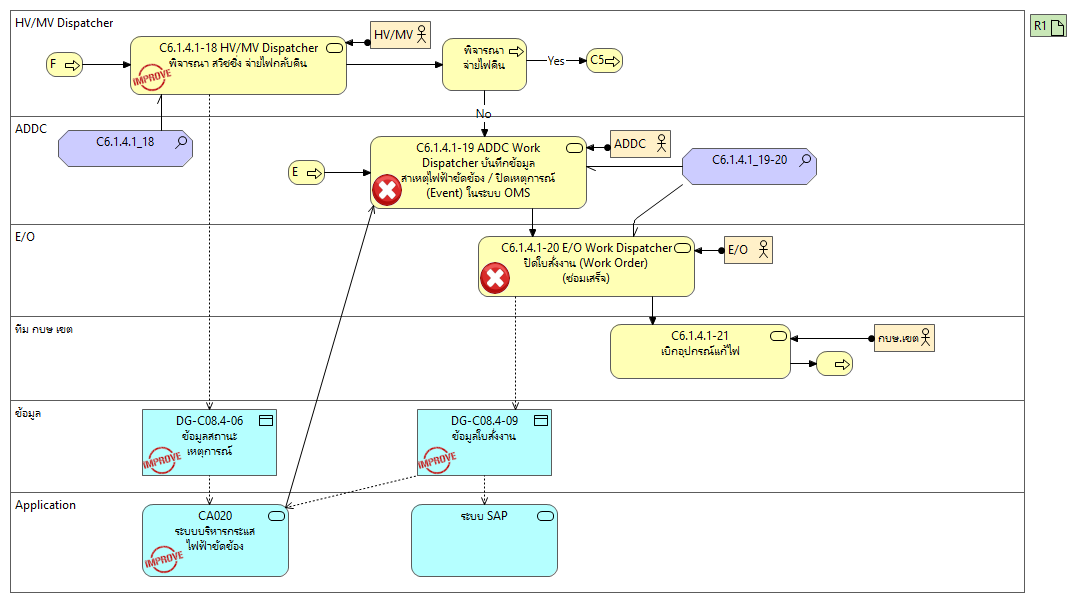 HV/MV Dispatcher
R1
HV/MV
C6.1.4.1-18 HV/MV Dispatcher
พิจารณา สวิซชิ่ง จ่ายไฟกลับคืน
IMPROVE
F
พิจารณา
จ่ายไฟคืน
Yes
C5
No
ADDC
C6.1.4.1_18
ADDC
C6.1.4.1-19 ADDC Work
Dispatcher บันทึกข้อมูล
สาเหตุไฟฟ้าขัดข้อง / ปิดเหตุการณ์
(Event) ในระบบ OMS
E
C6.1.4.1_19-20
E/O
C6.1.4.1-20 E/O Work Dispatcher
ปิดใบสั่งงาน (Work Order)
(ซ่อมเสร็จ)
E/O
ทีม กบษ เขต
C6.1.4.1-21
เบิกอุปกรณ์แก้ไฟ
กบษ.เขต
ข้อมูล
DG-C08.4-06
ข้อมูลสถานะ
เหตุการณ์
IMPROVE
DG-C08.4-09
ข้อมูลใบสั่งงาน
IMPROVE
Application
CA020
ระบบบริหารกระแส
ไฟฟ้าขัดข้อง
IMPROVE
ระบบ SAP